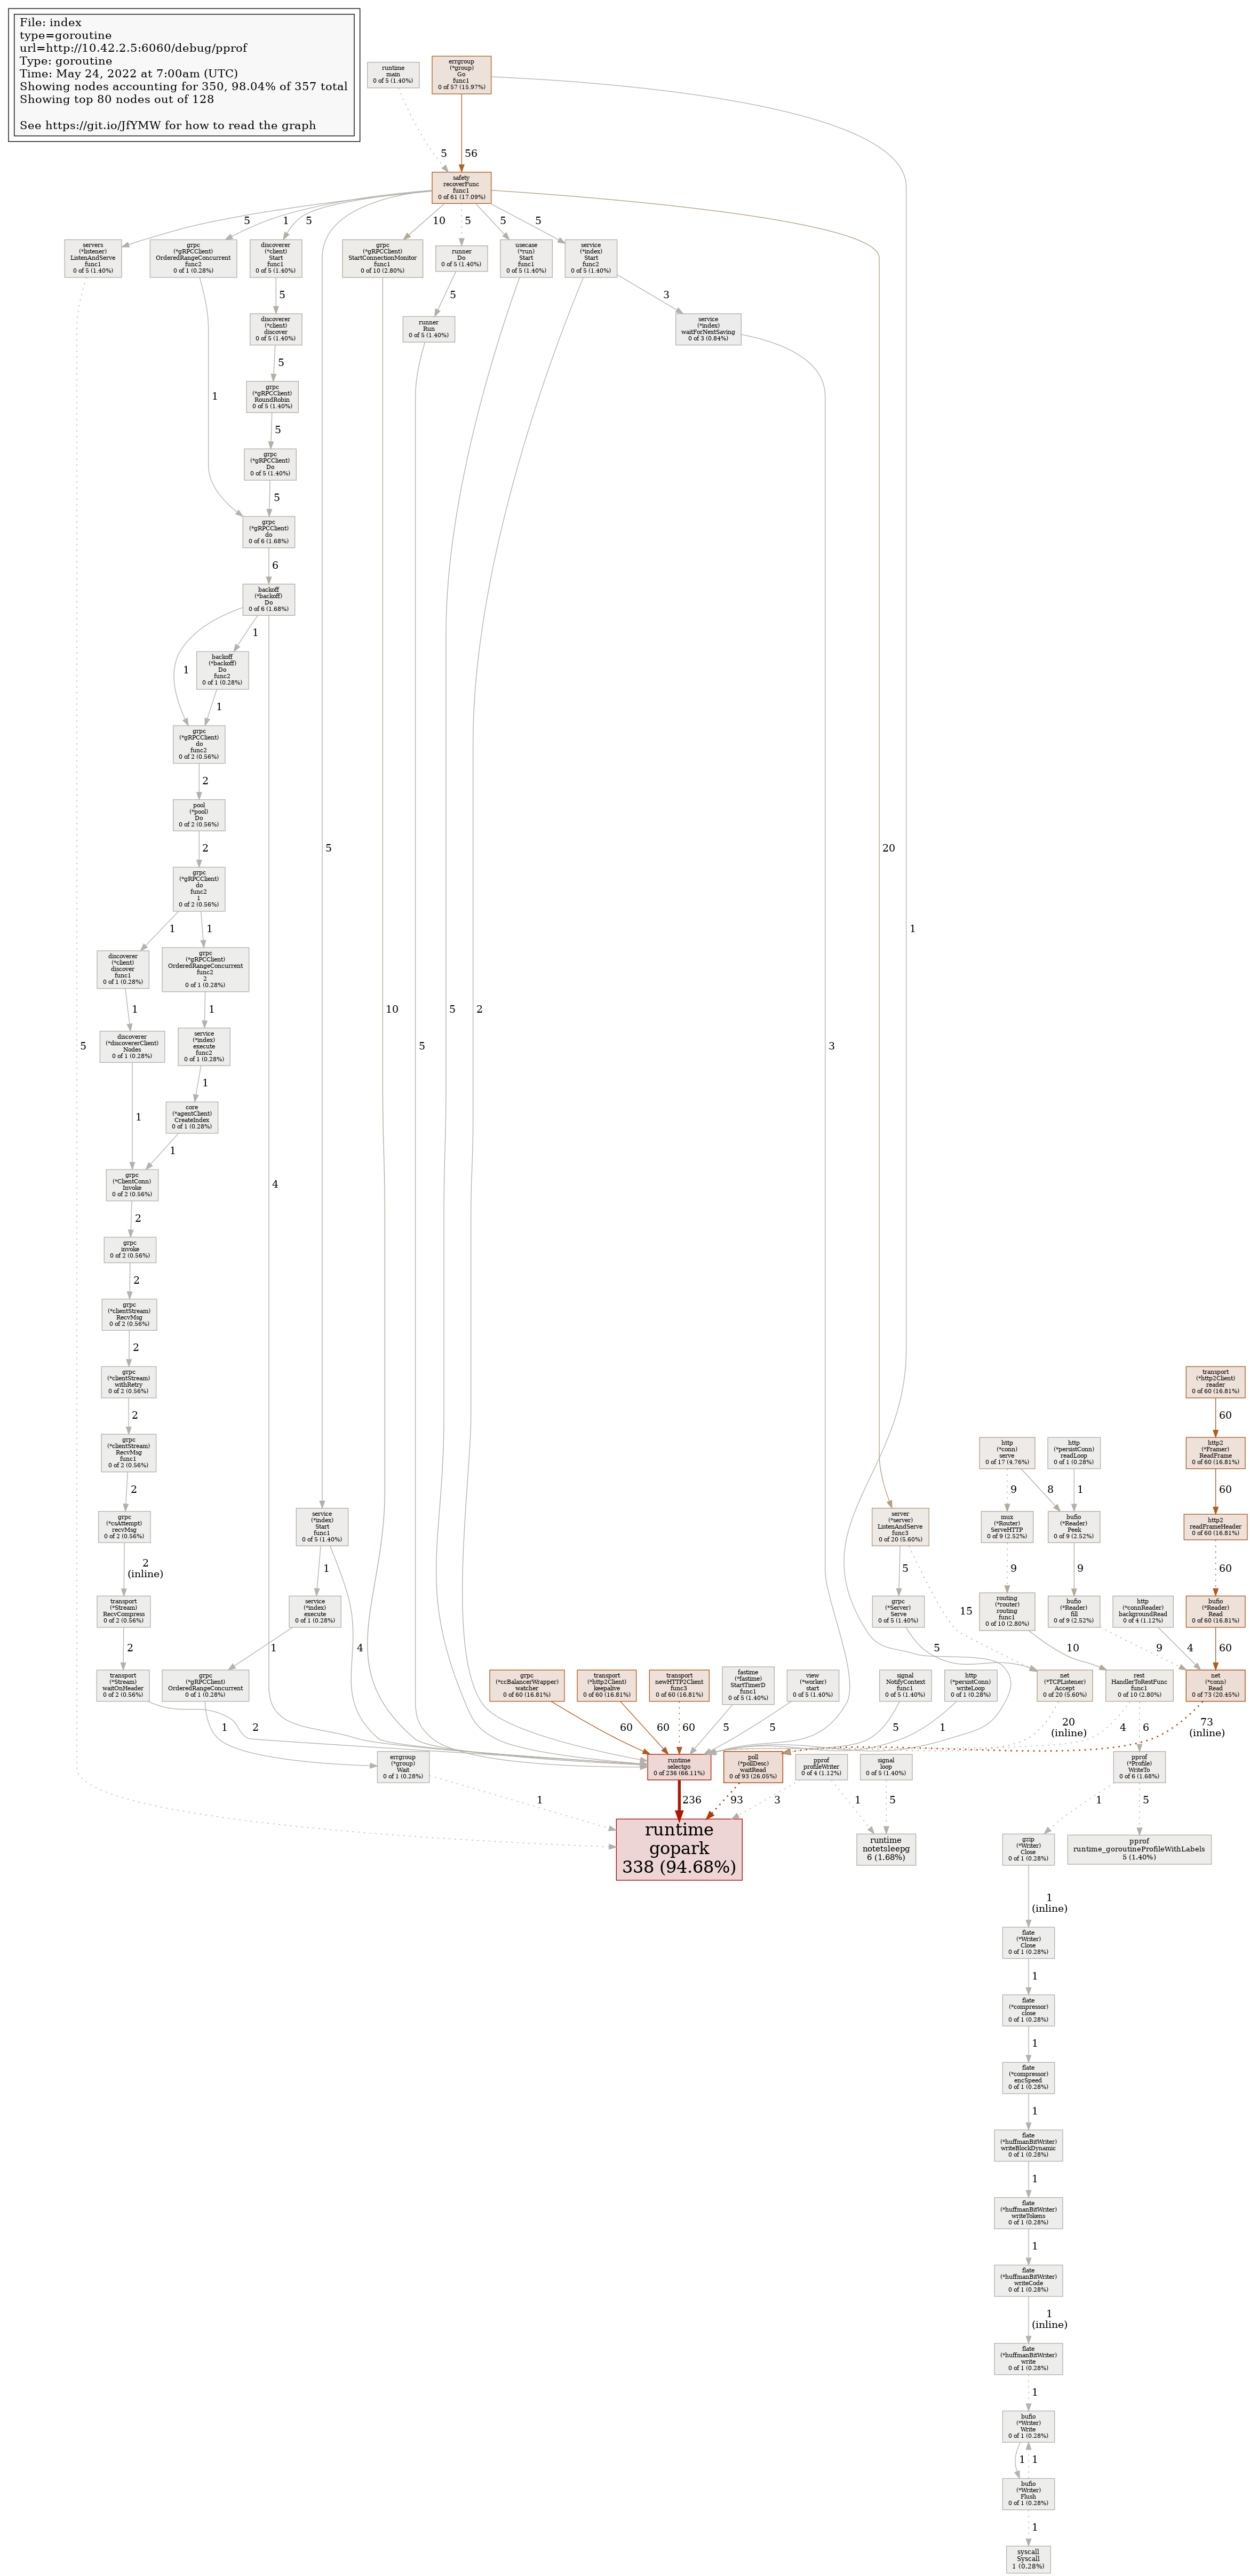 File: index
type=goroutine
url=http://10.42.2.5:6060/debug/pprof
Type: goroutine
Time: May 24, 2022 at 7:00am (UTC)
Showing nodes accounting for 350, 98.04% of 357 total
Showing top 80 nodes out of 128
See https://git.io/JfYMW for how to read the graph
runtime
main
0 of 5 (1.40%)
errgroup
(*group)
Go
func1
0 of 57 (15.97%)
5
56
safety
recoverFunc
func1
0 of 61 (17.09%)
5
1
5
10
5
5
5
servers
(*listener)
ListenAndServe
func1
0 of 5 (1.40%)
grpc
(*gRPCClient)
OrderedRangeConcurrent
func2
0 of 1 (0.28%)
discoverer
(*client)
Start
func1
0 of 5 (1.40%)
grpc
(*gRPCClient)
StartConnectionMonitor
func1
0 of 10 (2.80%)
runner
Do
0 of 5 (1.40%)
usecase
(*run)
Start
func1
0 of 5 (1.40%)
service
(*index)
Start
func2
0 of 5 (1.40%)
5
5
3
discoverer
(*client)
discover
0 of 5 (1.40%)
runner
Run
0 of 5 (1.40%)
service
(*index)
waitForNextSaving
0 of 3 (0.84%)
5
grpc
(*gRPCClient)
RoundRobin
0 of 5 (1.40%)
1
5
grpc
(*gRPCClient)
Do
0 of 5 (1.40%)
5
grpc
(*gRPCClient)
do
0 of 6 (1.68%)
6
backoff
(*backoff)
Do
0 of 6 (1.68%)
1
backoff
(*backoff)
Do
func2
0 of 1 (0.28%)
1
1
grpc
(*gRPCClient)
do
func2
0 of 2 (0.56%)
2
pool
(*pool)
Do
0 of 2 (0.56%)
2
5
20
grpc
(*gRPCClient)
do
func2
1
0 of 2 (0.56%)
1
1
1
discoverer
(*client)
discover
func1
0 of 1 (0.28%)
grpc
(*gRPCClient)
OrderedRangeConcurrent
func2
2
0 of 1 (0.28%)
1
1
10
5
2
discoverer
(*discovererClient)
Nodes
0 of 1 (0.28%)
service
(*index)
execute
func2
0 of 1 (0.28%)
5
5
3
1
core
(*agentClient)
CreateIndex
0 of 1 (0.28%)
1
1
grpc
(*ClientConn)
Invoke
0 of 2 (0.56%)
4
2
grpc
invoke
0 of 2 (0.56%)
2
grpc
(*clientStream)
RecvMsg
0 of 2 (0.56%)
2
grpc
(*clientStream)
withRetry
0 of 2 (0.56%)
transport
(*http2Client)
reader
0 of 60 (16.81%)
2
60
grpc
(*clientStream)
RecvMsg
func1
0 of 2 (0.56%)
http
(*conn)
serve
0 of 17 (4.76%)
http
(*persistConn)
readLoop
0 of 1 (0.28%)
http2
(*Framer)
ReadFrame
0 of 60 (16.81%)
2
9
8
1
60
grpc
(*csAttempt)
recvMsg
0 of 2 (0.56%)
service
(*index)
Start
func1
0 of 5 (1.40%)
server
(*server)
ListenAndServe
func3
0 of 20 (5.60%)
mux
(*Router)
ServeHTTP
0 of 9 (2.52%)
bufio
(*Reader)
Peek
0 of 9 (2.52%)
http2
readFrameHeader
0 of 60 (16.81%)
2
(inline)
1
5
9
9
60
transport
(*Stream)
RecvCompress
0 of 2 (0.56%)
service
(*index)
execute
0 of 1 (0.28%)
grpc
(*Server)
Serve
0 of 5 (1.40%)
15
routing
(*router)
routing
func1
0 of 10 (2.80%)
bufio
(*Reader)
fill
0 of 9 (2.52%)
http
(*connReader)
backgroundRead
0 of 4 (1.12%)
bufio
(*Reader)
Read
0 of 60 (16.81%)
2
1
4
5
10
9
4
60
transport
(*Stream)
waitOnHeader
0 of 2 (0.56%)
grpc
(*gRPCClient)
OrderedRangeConcurrent
0 of 1 (0.28%)
grpc
(*ccBalancerWrapper)
watcher
0 of 60 (16.81%)
transport
(*http2Client)
keepalive
0 of 60 (16.81%)
transport
newHTTP2Client
func3
0 of 60 (16.81%)
fastime
(*fastime)
StartTimerD
func1
0 of 5 (1.40%)
view
(*worker)
start
0 of 5 (1.40%)
signal
NotifyContext
func1
0 of 5 (1.40%)
http
(*persistConn)
writeLoop
0 of 1 (0.28%)
net
(*TCPListener)
Accept
0 of 20 (5.60%)
rest
HandlerToRestFunc
func1
0 of 10 (2.80%)
net
(*conn)
Read
0 of 73 (20.45%)
1
2
60
60
60
5
5
5
1
20
(inline)
4
6
73
(inline)
errgroup
(*group)
Wait
0 of 1 (0.28%)
runtime
selectgo
0 of 236 (66.11%)
poll
(*pollDesc)
waitRead
0 of 93 (26.05%)
pprof
profileWriter
0 of 4 (1.12%)
signal
loop
0 of 5 (1.40%)
pprof
(*Profile)
WriteTo
0 of 6 (1.68%)
1
236
93
3
1
5
1
5
runtime
gopark
338 (94.68%)
runtime
notetsleepg
6 (1.68%)
gzip
(*Writer)
Close
0 of 1 (0.28%)
pprof
runtime_goroutineProfileWithLabels
5 (1.40%)
1
(inline)
flate
(*Writer)
Close
0 of 1 (0.28%)
1
flate
(*compressor)
close
0 of 1 (0.28%)
1
flate
(*compressor)
encSpeed
0 of 1 (0.28%)
1
flate
(*huffmanBitWriter)
writeBlockDynamic
0 of 1 (0.28%)
1
flate
(*huffmanBitWriter)
writeTokens
0 of 1 (0.28%)
1
flate
(*huffmanBitWriter)
writeCode
0 of 1 (0.28%)
1
(inline)
flate
(*huffmanBitWriter)
write
0 of 1 (0.28%)
1
bufio
(*Writer)
Write
0 of 1 (0.28%)
1
1
bufio
(*Writer)
Flush
0 of 1 (0.28%)
1
syscall
Syscall
1 (0.28%)